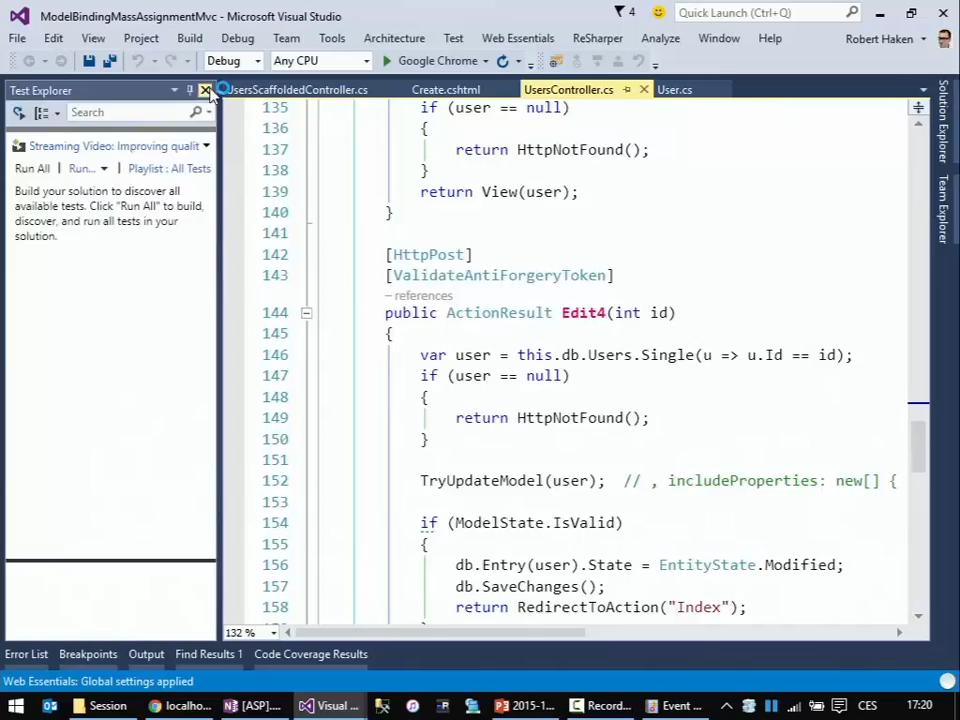 ModelBindingMassAssignmentMvc - Microsoft Visual Studio
4
Quick Launch (Ctrl+Q)
File Edit View Project Build Debug Team Tools Architecture Test Web Essentials ReSharper Analyze Window Help Robert Haken
Debug Any CPU Google Chrome
Test Explorer
Search
Streaming Video: Improving qualit
Run All Run... Playlist : All Tests
Build your solution to discover all
available tests. Click "Run All" to build,
discover, and run all tests in your
solution.
UsersScaffoldedController.cs Create.cshtml UsersController.cs User.cs
135 if (user == null)
136 {
137 return HttpNotFound();
138 }
139 return View(user);
140 }
141
142 [HttpPost]
143 [ValidateAntiForgeryToken]
– references
144 public ActionResult Edit4(int id)
145 {
146 var user = this.db.Users.Single(u => u.Id == id);
147 if (user == null)
148 {
149 return HttpNotFound();
150 }
151
152 TryUpdateModel(user); // , includeProperties: new[] {
153
154 if (ModelState.IsValid)
155 {
156 db.Entry(user).State = EntityState.Modified;
157 db.SaveChanges();
158 return RedirectToAction("Index");
132 %
Server Explorer
Team Explorer
Error List Breakpoints Output Find Results 1 Code Coverage Results
Web Essentials: Global settings applied
Session localho... [ASP].... Visual ... 2015-1... Record... Event ... CES 17:20